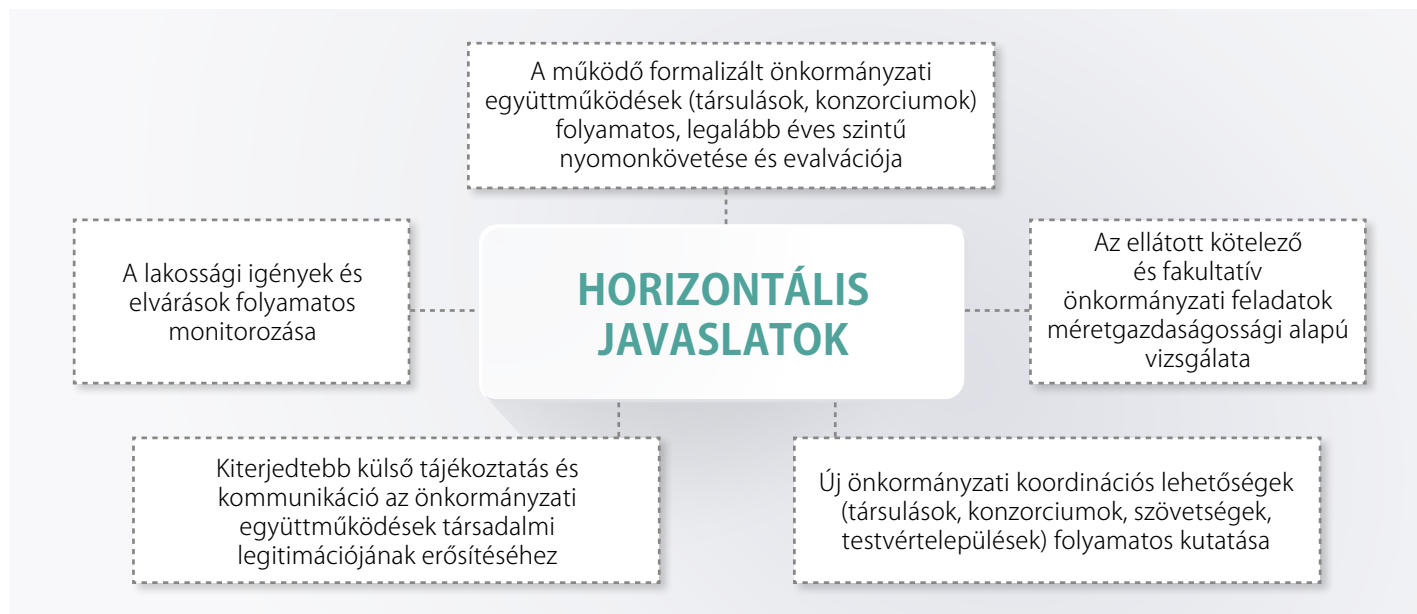 A működő formalizált önkormányzati
együttműködések (társulások, konzorciumok)
folyamatos, legalább éves szintű
nyomonkövetése és evalvációja
A lakossági igények és
elvárások folyamatos
monitorozása
HORIZONTÁLIS
JAVASLATOK
Az ellátott kötelező
és fakultatív
önkormányzati feladatok
méretgazdaságossági alapú
vizsgálata
Kiterjedtebb külső tájékoztatás és
kommunikáció az önkormányzati
együttműködések társadalmi
legitimációjának erősítéséhez
Új önkormányzati koordinációs lehetőségek
(társulások, konzorciumok, szövetségek,
testvértelepülések) folyamatos kutatása